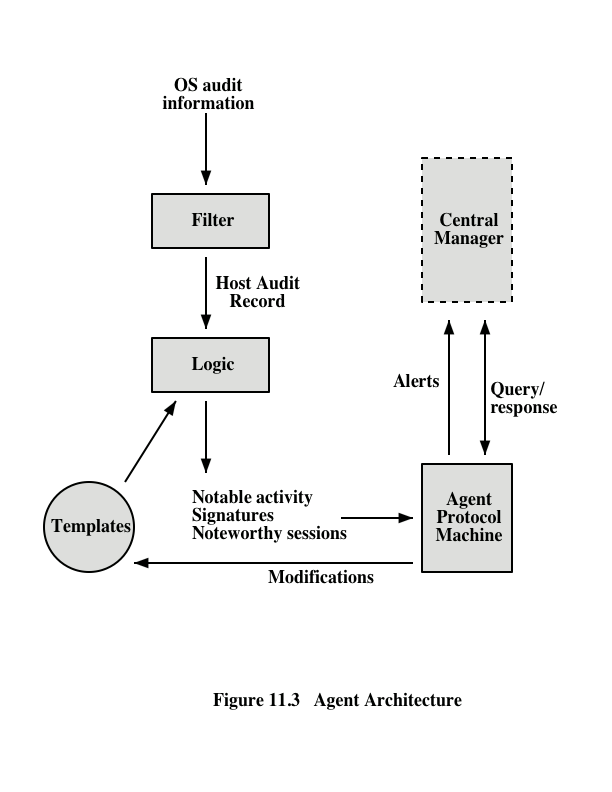 OS audit
information
Filter
Central
Manager
Host Audit
Record
Logic
Alerts
Query/
response
Notable activity
Signatures
Noteworthy sessions
Agent
Protocol
Machine
Templates
Modifications
Figure 11.3   Agent Architecture